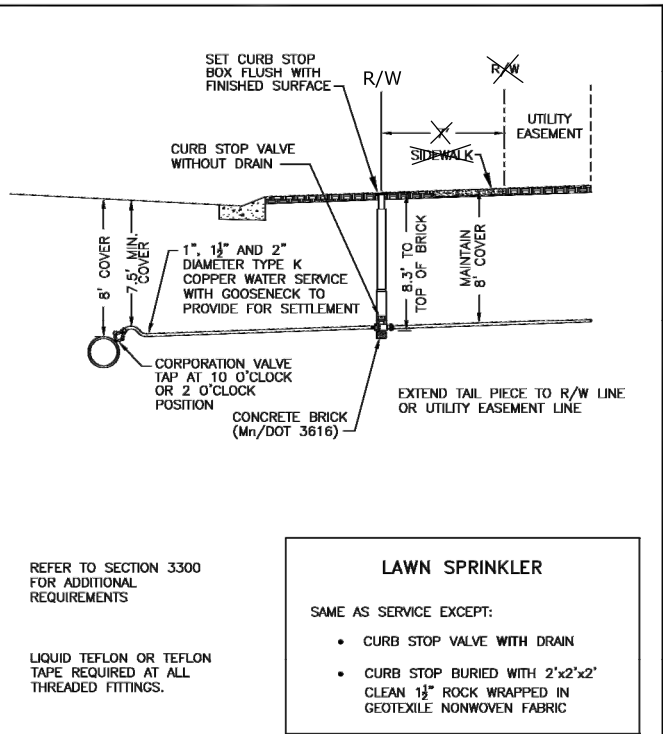 SET CURB STOP
BOX FLUSH WITH
FINISHED SURFACE
R/W
R/W
UTILITY
EASEMENT
SIDEWALK
CURB STOP VALVE
WITHOUT DRAIN
8' COVER
7.5' MIN.
COVER
1", 1½" AND 2"
DIAMETER TYPE K
COPPER WATER SERVICE
WITH GOOSENECK TO
PROVIDE FOR SETTLEMENT
8.3' TO
TOP OF BRICK
MAINTAIN
8' COVER
CORPORATION VALVE
TAP AT 10 O'CLOCK
OR 2 O'CLOCK
POSITION
CONCRETE BRICK
(Mn/DOT 3616)
EXTEND TAIL PIECE TO R/W LINE
OR UTILITY EASEMENT LINE
REFER TO SECTION 3300
FOR ADDITIONAL
REQUIREMENTS
LIQUID TEFLON OR TEFLON
TAPE REQUIRED AT ALL
THREADED FITTINGS.
LAWN SPRINKLER
SAME AS SERVICE EXCEPT:
• CURB STOP VALVE WITH DRAIN
• CURB STOP BURIED WITH 2'x2'x2'
CLEAN 1½" ROCK WRAPPED IN
GEOTEXILE NONWOVEN FABRIC